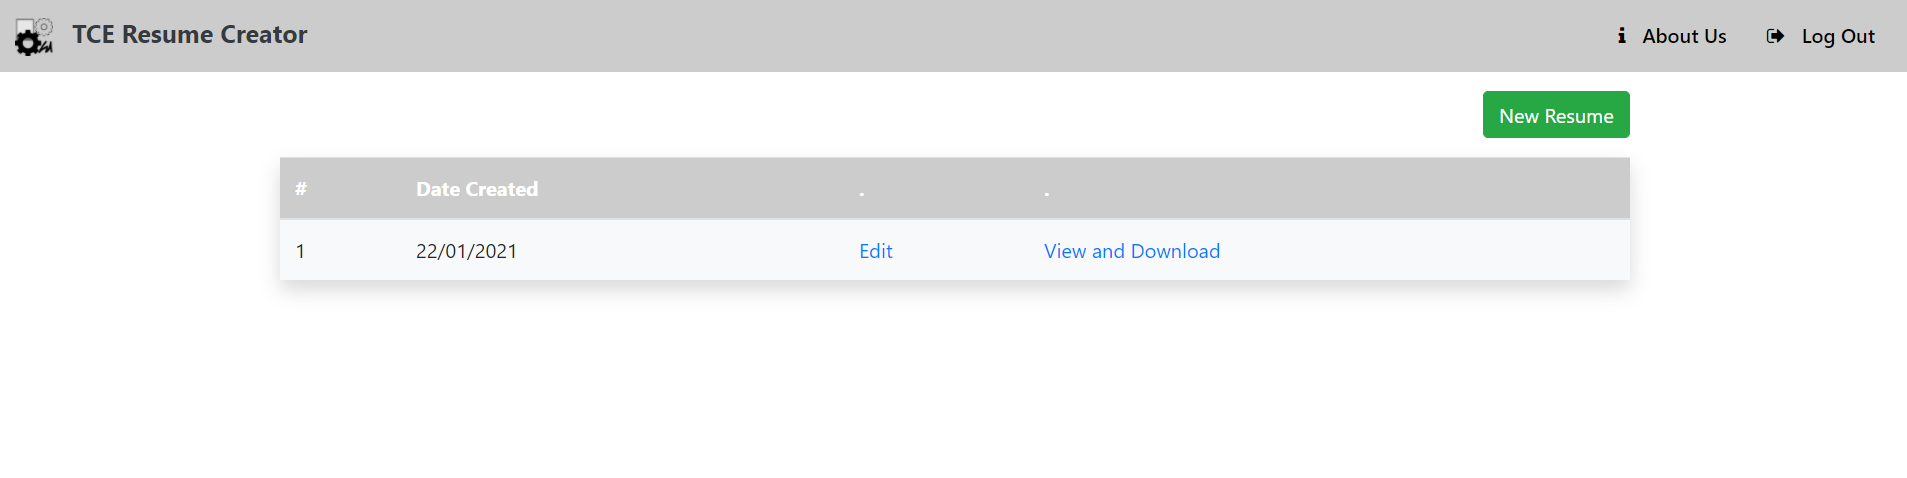 TCE Resume Creator
About Us
Log Out
New Resume
# Date Created . .
1 22/01/2021 Edit View and Download